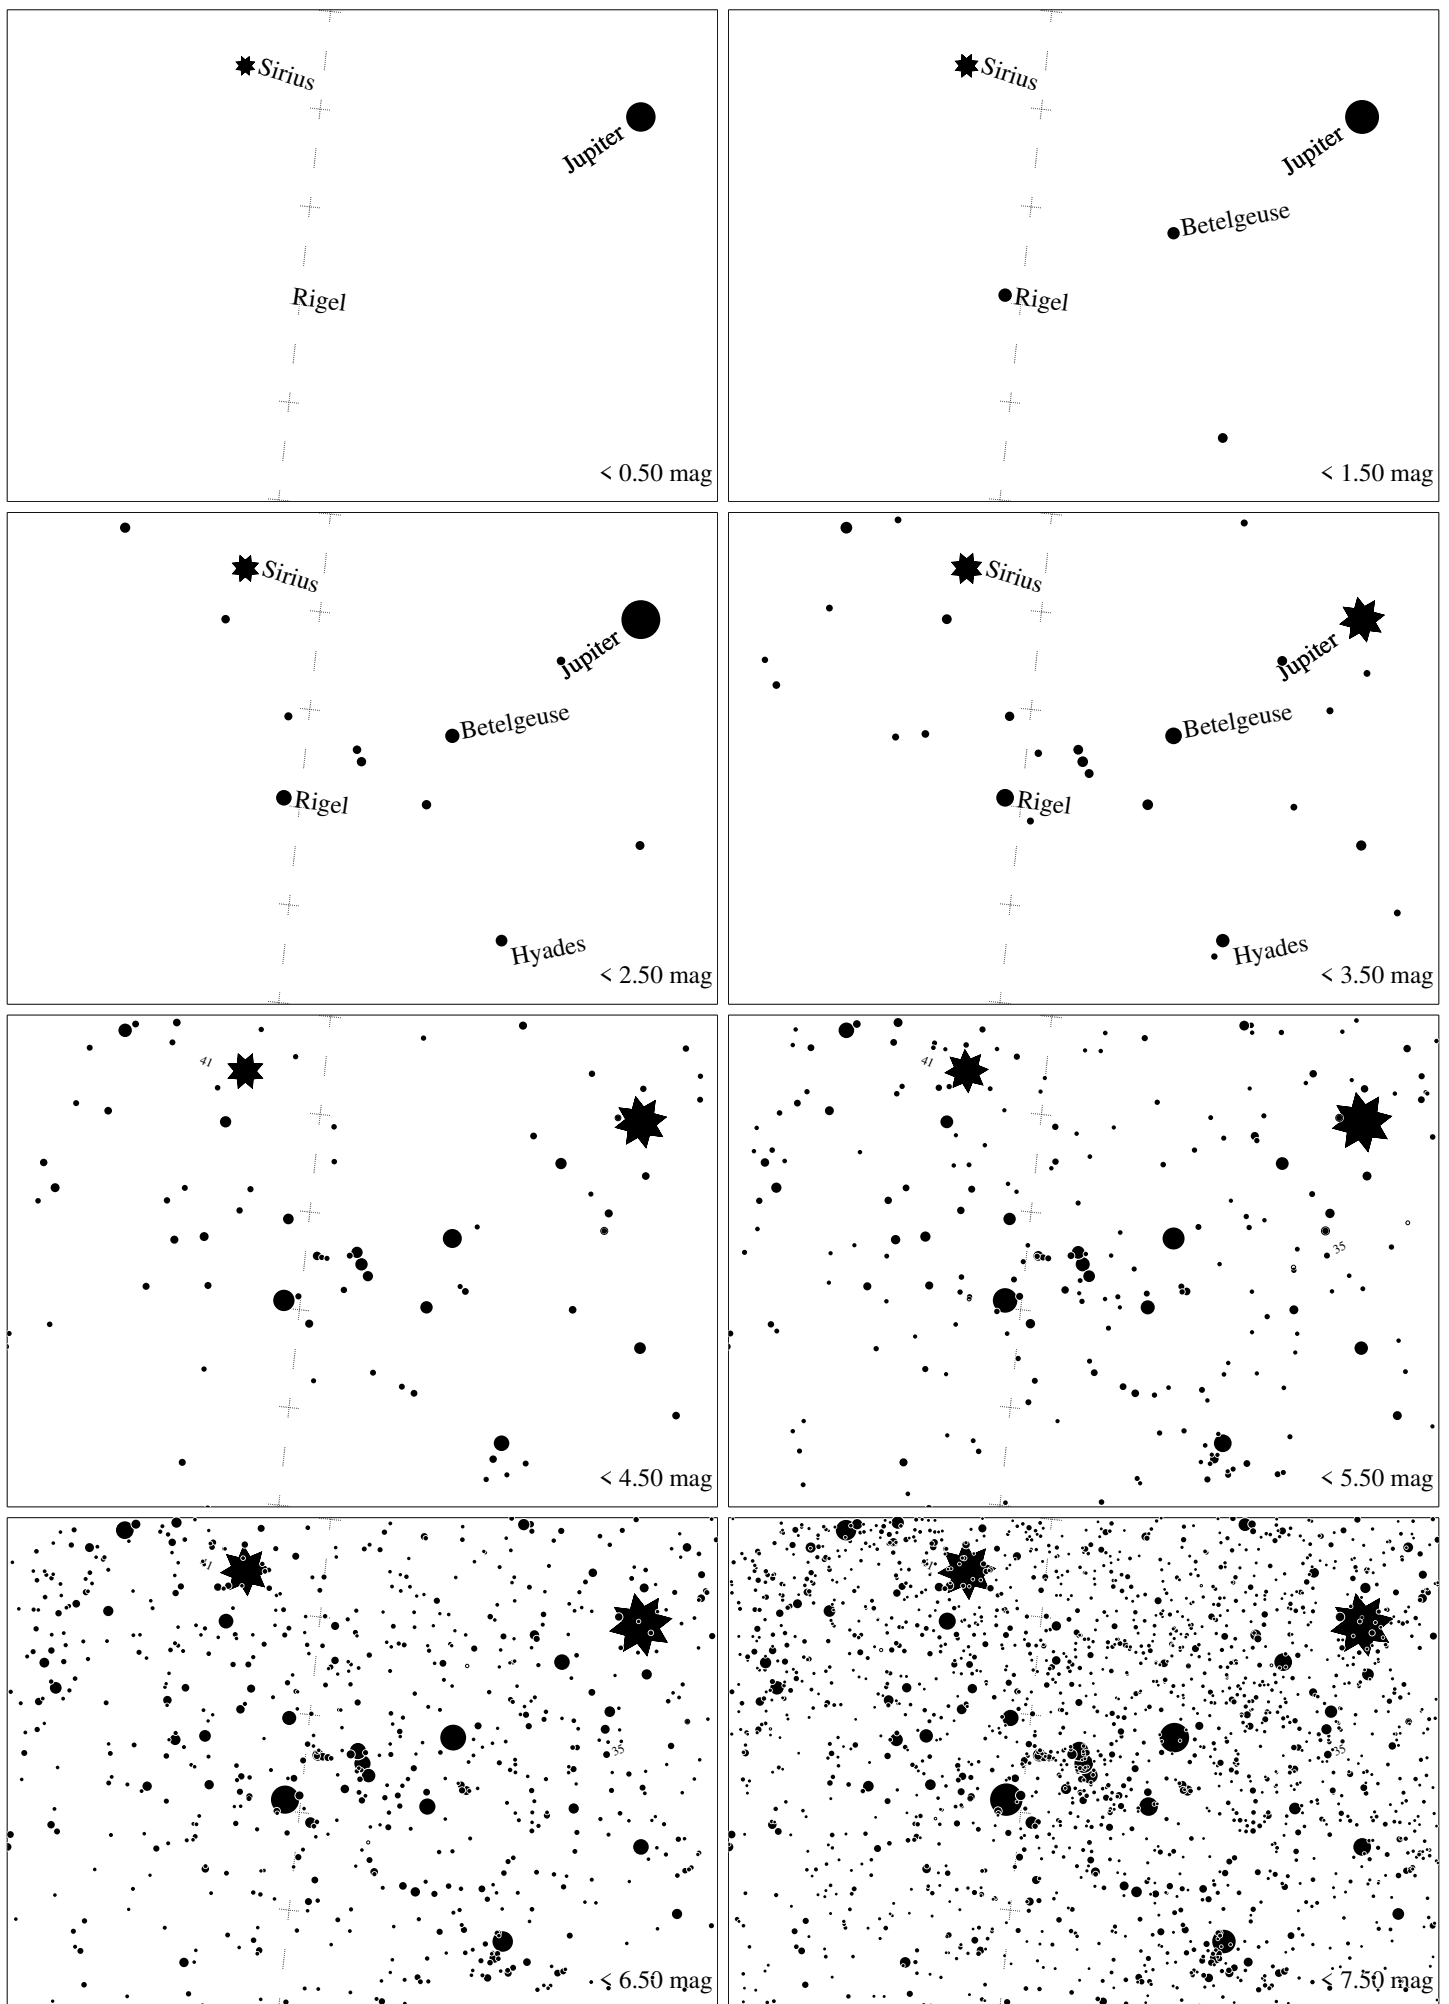 Sirius
Jupiter
Rigel
< 0.50 mag
Sirius
Jupiter
Betelgeuse
Rigel
< 1.50 mag
Sirius
Jupiter
Betelgeuse
Rigel
Hyades
< 2.50 mag
Sirius
Jupiter
Betelgeuse
Rigel
Hyades
< 3.50 mag
41
< 4.50 mag
41
35
< 5.50 mag
41
35
< 6.50 mag
41
35
< 7.50 mag